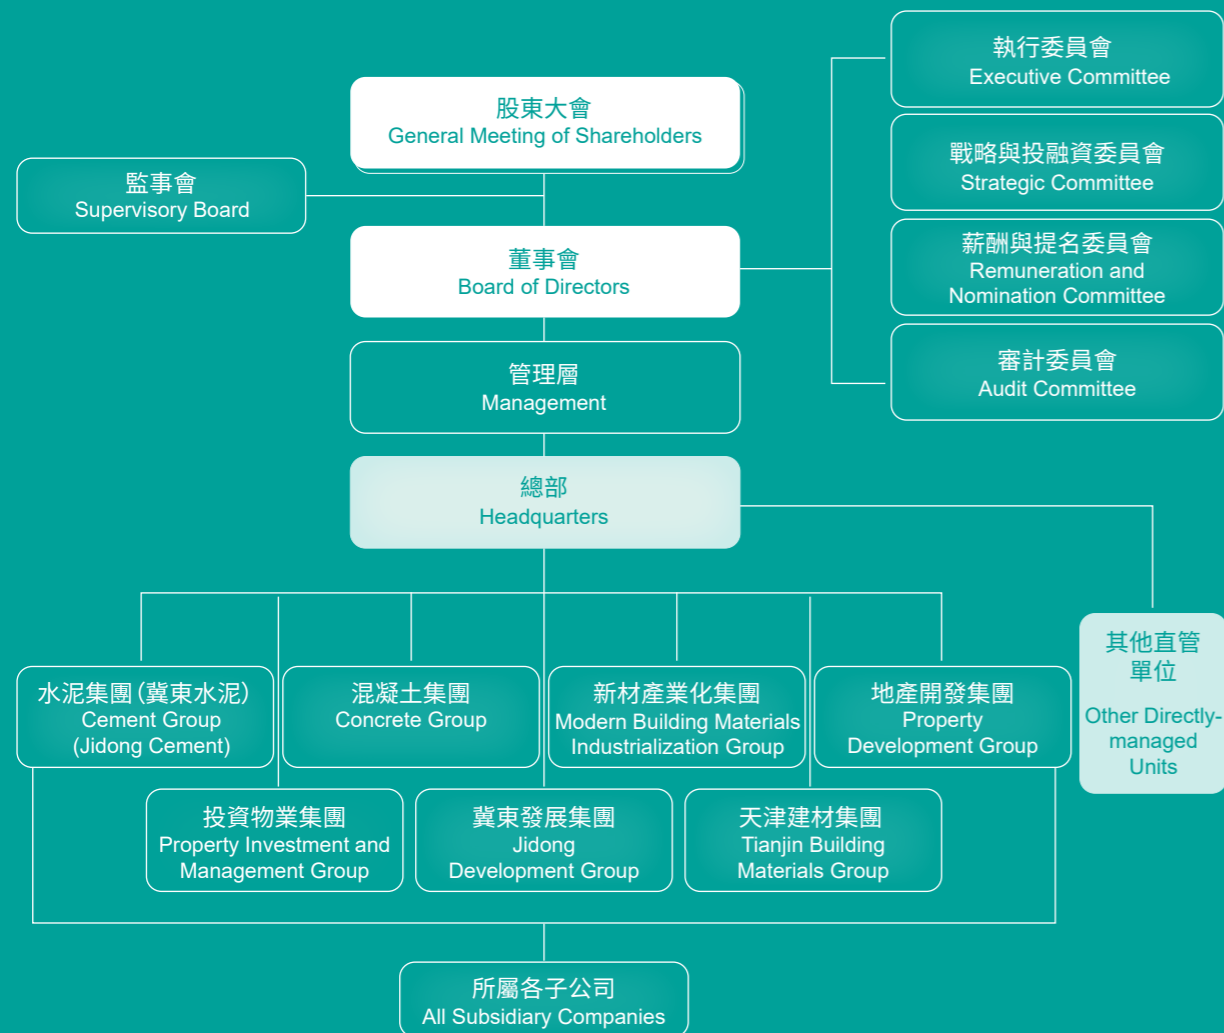 股東大會
General Meeting of Shareholders
監事會
Supervisory Board
董事會
Board of Directors
執行委員會
Executive Committee
戰略與投融資委員會
Strategic Committee
薪酬與提名委員會
Remuneration and
Nomination Committee
審計委員會
Audit Committee
管理層
Management
總部
Headquarters
水泥集團(冀東水泥)
Cement Group
(Jidong Cement)
混凝土集團
Concrete Group
新材產業化集團
Modern Building Materials
Industrialization Group
地產開發集團
Property
Development Group
其他直管
單位
Other Directly-
managed
Units
投資物業集團
Property Investment and
Management Group
冀東發展集團
Jidong
Development Group
天津建材集團
Tianjin Building
Materials Group
所屬各子公司
All Subsidiary Companies